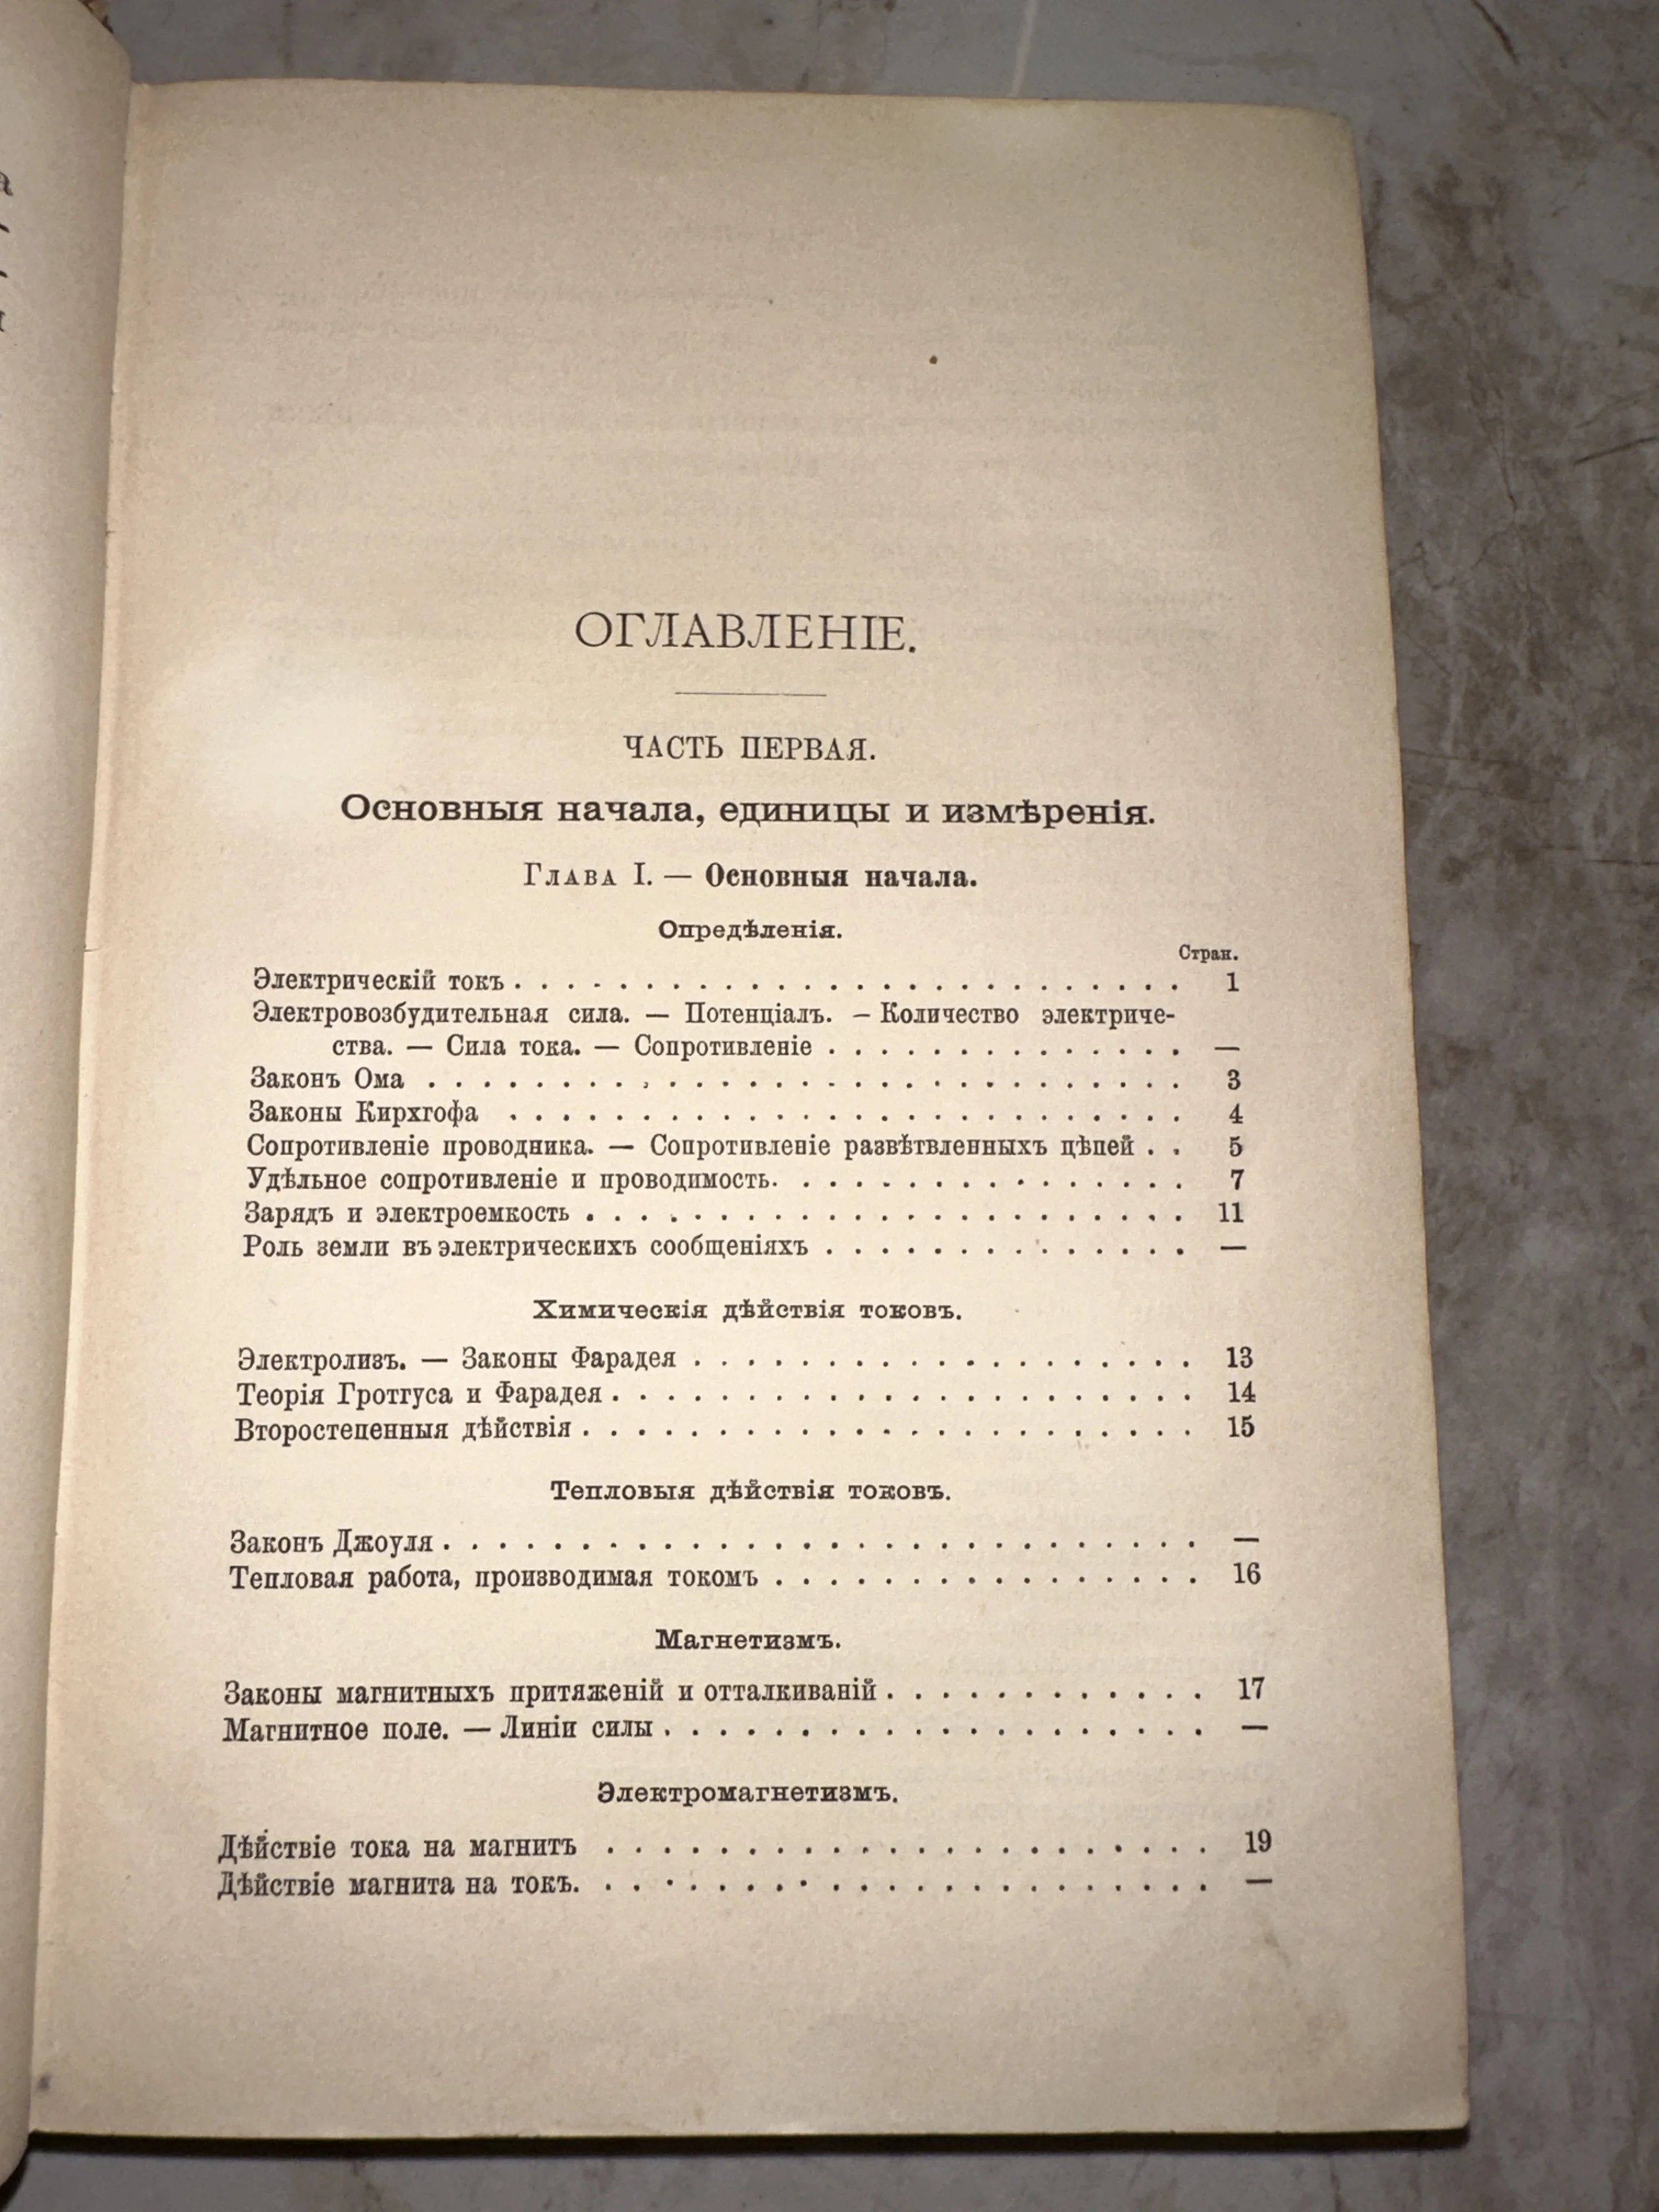 ОГЛАВЛЕНІЕ.
ЧАСТЬ ПЕРВАЯ.
Основныя начала, единицы и измѣренія.
Глава I. — Основныя начала.
Опредѣленія.
Стран.
Электрическій токъ . . . . . . . . . . . . . . . . . . . . . . . . . 1
Электровозбудительная сила. — Потенціалъ. — Количество электриче-
ства. — Сила тока. — Сопротивленіе . . . . . . . . . . . . . . —
Законъ Ома . . . . . . . . . . . . . . . . . . . . . . . . . . . . . 3
Законы Кирхгофа . . . . . . . . . . . . . . . . . . . . . . . . . . 4
Сопротивленіе проводника. — Сопротивленіе развѣтвленныхъ цѣпей . . 5
Удѣльное сопротивленіе и проводимость. . . . . . . . . . . . . . . . 7
Зарядъ и электроемкость . . . . . . . . . . . . . . . . . . . . . . . 11
Роль земли въ электрическихъ сообщеніяхъ . . . . . . . . . . . . . . —
Химическія дѣйствія токовъ.
Электролизъ. — Законы Фарадея . . . . . . . . . . . . . . . . . . . 13
Теорія Гротгуса и Фарадея . . . . . . . . . . . . . . . . . . . . . . 14
Второстепенныя дѣйствія . . . . . . . . . . . . . . . . . . . . . . . 15
Тепловыя дѣйствія токовъ.
Законъ Джоуля . . . . . . . . . . . . . . . . . . . . . . . . . . . . —
Тепловая работа, производимая токомъ . . . . . . . . . . . . . . . . 16
Магнетизмъ.
Законы магнитныхъ притяженій и отталкиваній . . . . . . . . . . . . 17
Магнитное поле. — Линіи силы . . . . . . . . . . . . . . . . . . . . —
Электромагнетизмъ.
Дѣйствіе тока на магнитъ . . . . . . . . . . . . . . . . . . . . . . 19
Дѣйствіе магнита на токъ. . . . . . . . . . . . . . . . . . . . . . . —